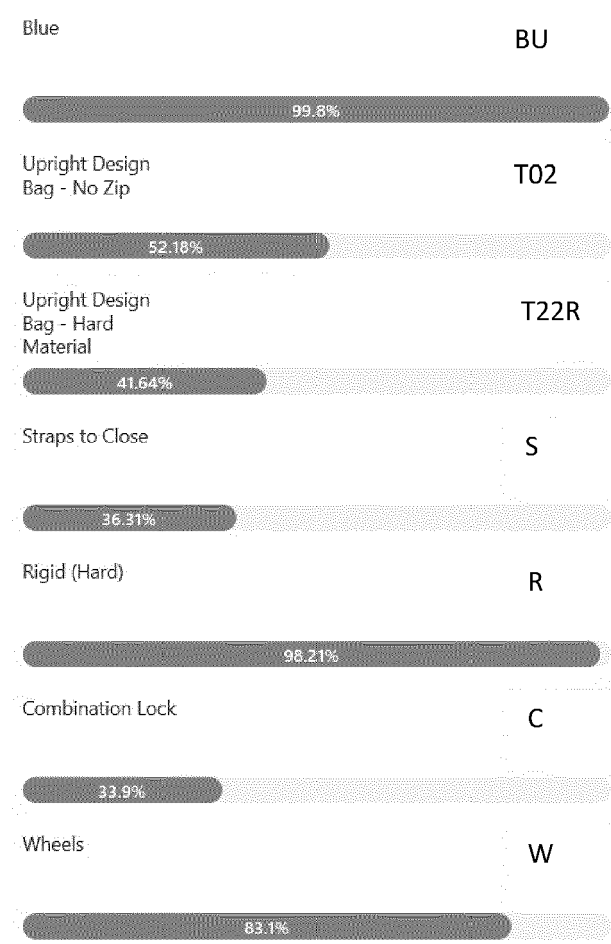 Blue
BU
99.8%
Upright Design
Bag - No Zip
T02
52.18%
Upright Design
Bag - Hard
Material
T22R
41.64%
Straps to Close
S
36.31%
Rigid (Hard)
R
98.21%
Combination Lock
C
33.9%
Wheels
W
83.1%